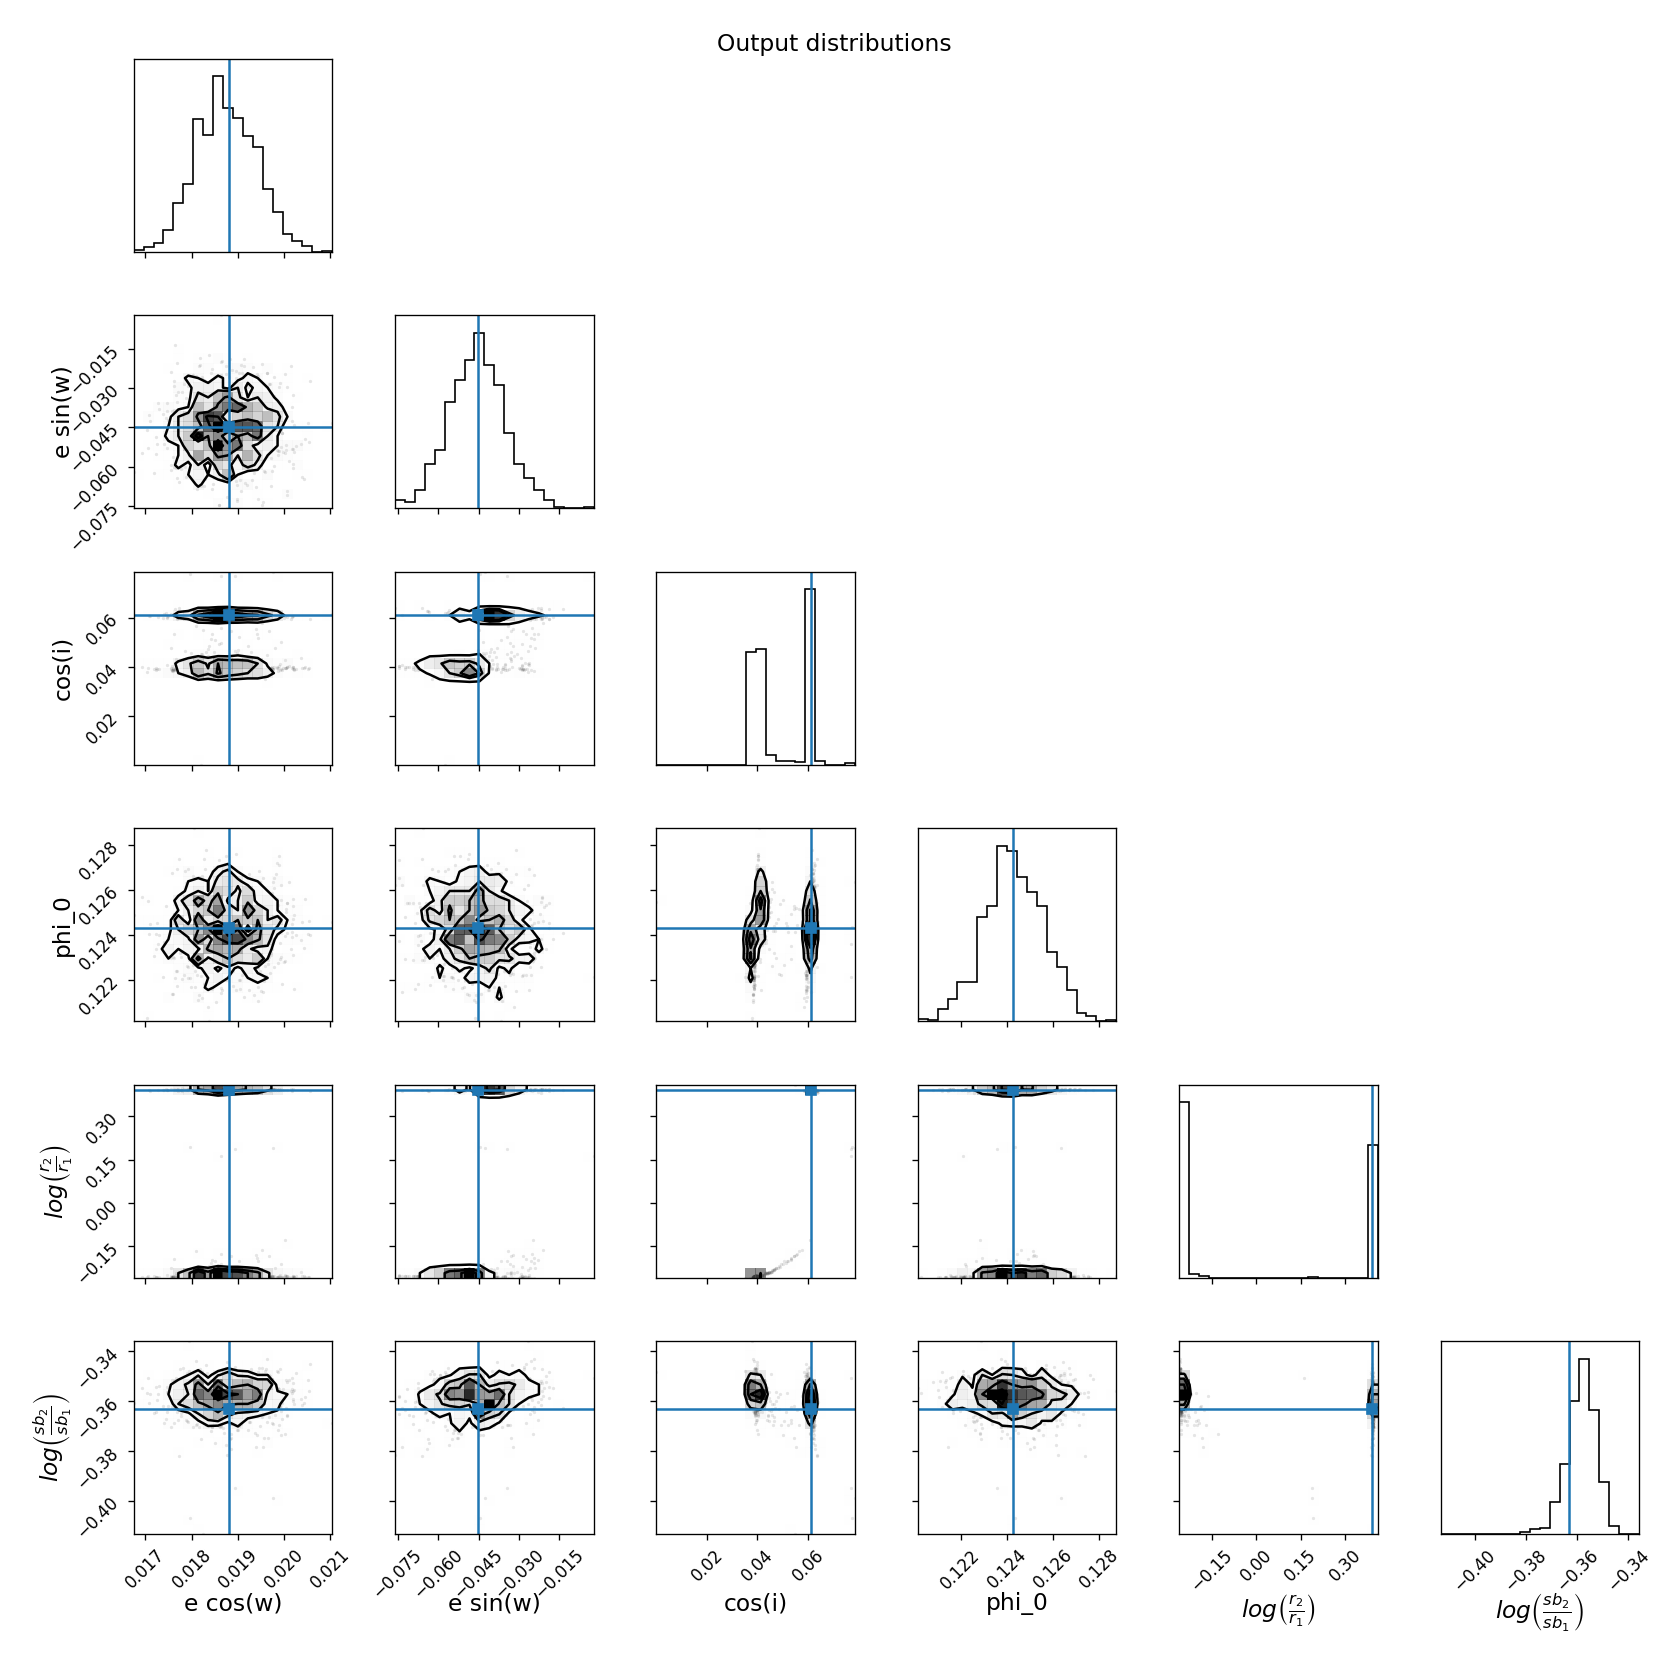 Output distributions
e sin(w)
−0.015
−0.030
−0.045
−0.060
−0.075
cos(i)
0.06
0.04
0.02
phi_0
0.128
0.126
0.124
0.122
log(r₂/r₁)
0.30
0.15
0.00
−0.15
log(sb₂/sb₁)
−0.34
−0.36
−0.38
−0.40
0.017 0.018 0.019 0.020 0.021
e cos(w)
−0.075 −0.060 −0.045 −0.030 −0.015
e sin(w)
0.02 0.04 0.06
cos(i)
0.122 0.124 0.126 0.128
phi_0
−0.15 0.00 0.15 0.30
log(r₂/r₁)
−0.40 −0.38 −0.36 −0.34
log(sb₂/sb₁)